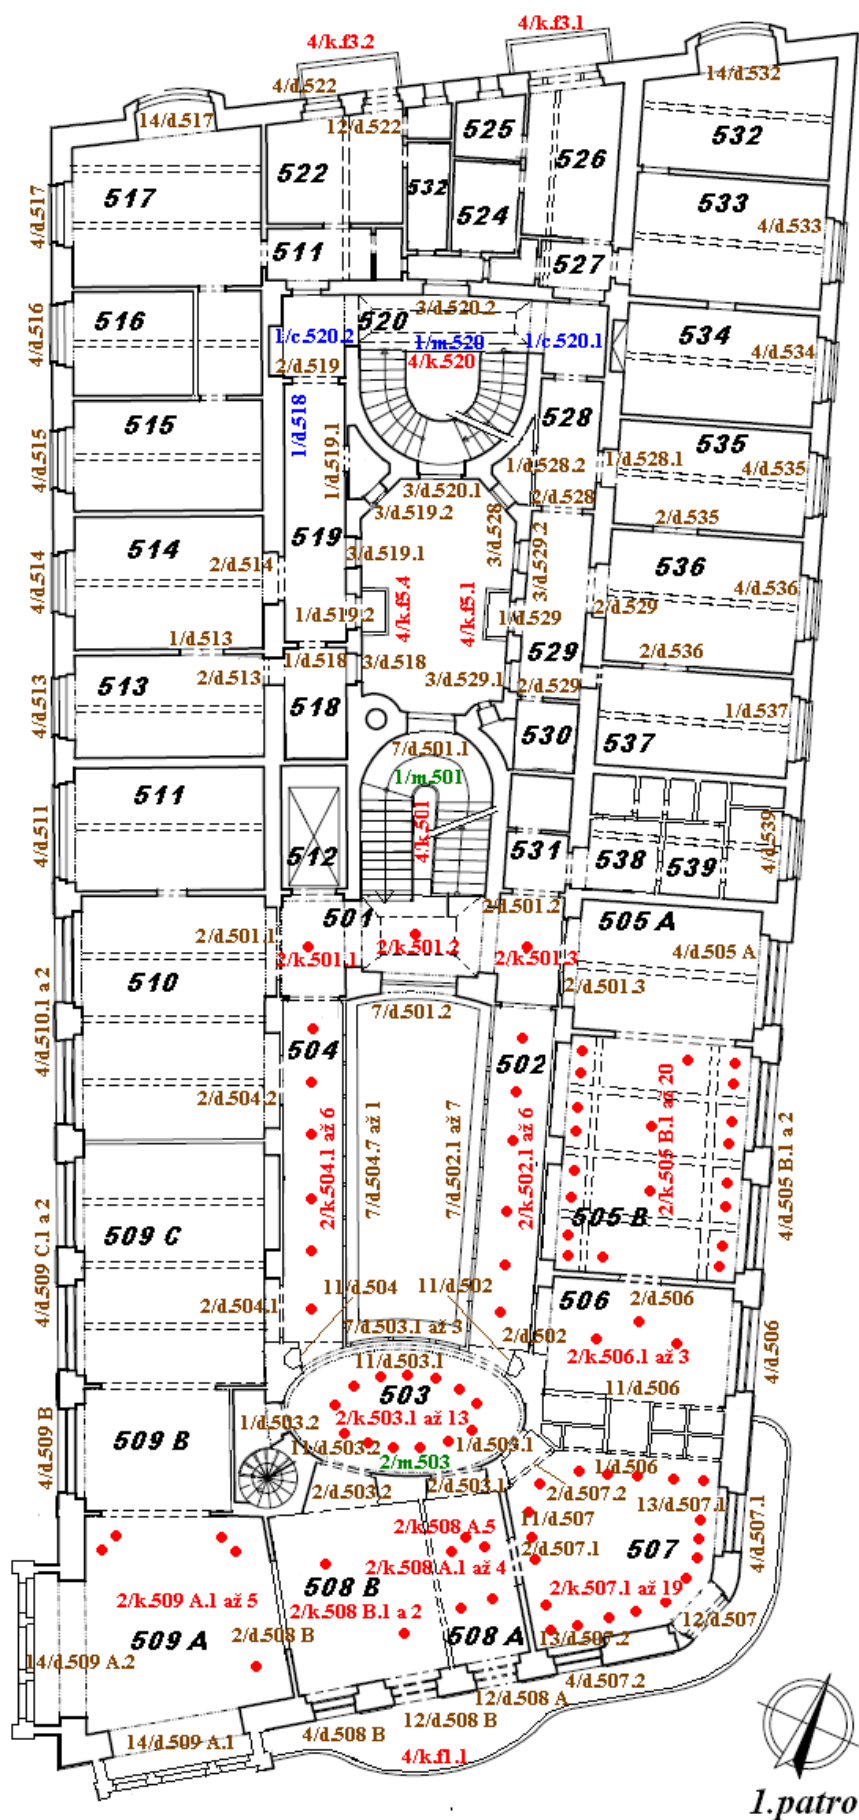 4/k.f3.1
4/k.f3.2
14/d.532
4/d.522
12/d.522
14/d.517
525
532
526
522
532
517
524
533
4/d.517
4/d.533
511
527
3/d.520.2
516
520
1/c.520.2
1/m.520
1/c.520.1
534
4/d.516
4/k.520
4/d.534
2/d.519
528
515
1/d.518
535
4/d.515
1/d.519.1
1/d.528.2
1/d.528.1
4/d.535
3/d.520.1
2/d.528
3/d.519.2
3/d.528
2/d.535
514
519
3/d.519.1
3/d.529.2
536
4/d.514
2/d.514
4/k.f5.4
4/k.f5.1
4/d.536
1/d.519.2
1/d.529
2/d.529
1/d.513
529
2/d.536
1/d.518
3/d.518
513
2/d.513
3/d.529.1
2/d.529
4/d.513
518
1/d.537
530
537
7/d.501.1
1/m.501
511
4/k.501
4/d.511
512
531
538
539
4/d.539
2/d.501.2
501
505 A
2/d.501.1
2/k.501.1
2/k.501.2
2/k.501.3
4/d.505 A
510
2/d.501.3
4/d.510.1 a 2
7/d.501.2
504
502
2/d.504.2
2/k.504.1 až 6
7/d.504.7 až 1
7/d.502.1 až 7
2/k.502.1 až 6
2/k.505 B.1 až 20
4/d.505 B.1 a 2
505 B
509 C
4/d.509 C.1 a 2
11/d.504
11/d.502
506
2/d.504.1
7/d.503.1 až 3
2/d.502
2/d.506
4/d.506
11/d.503.1
2/k.506.1 až 3
503
11/d.506
2/k.503.1 až 13
1/d.503.2
509 B
11/d.503.2
1/d.503.1
4/d.509 B
2/m.503
1/d.506
2/d.503.2
2/d.503.1
2/d.507.2
13/d.507.1
11/d.507
2/k.508 A.5
2/d.507.1
507
4/d.507.1
2/k.508 A.1 až 4
2/k.509 A.1 až 5
508 B
2/k.507.1 až 19
2/k.508 B.1 a 2
12/d.507
509 A
2/d.508 B
508 A
13/d.507.2
14/d.509 A.2
4/d.507.2
12/d.508 A
12/d.508 B
4/d.508 B
14/d.509 A.1
4/k.f1.1
1.patro